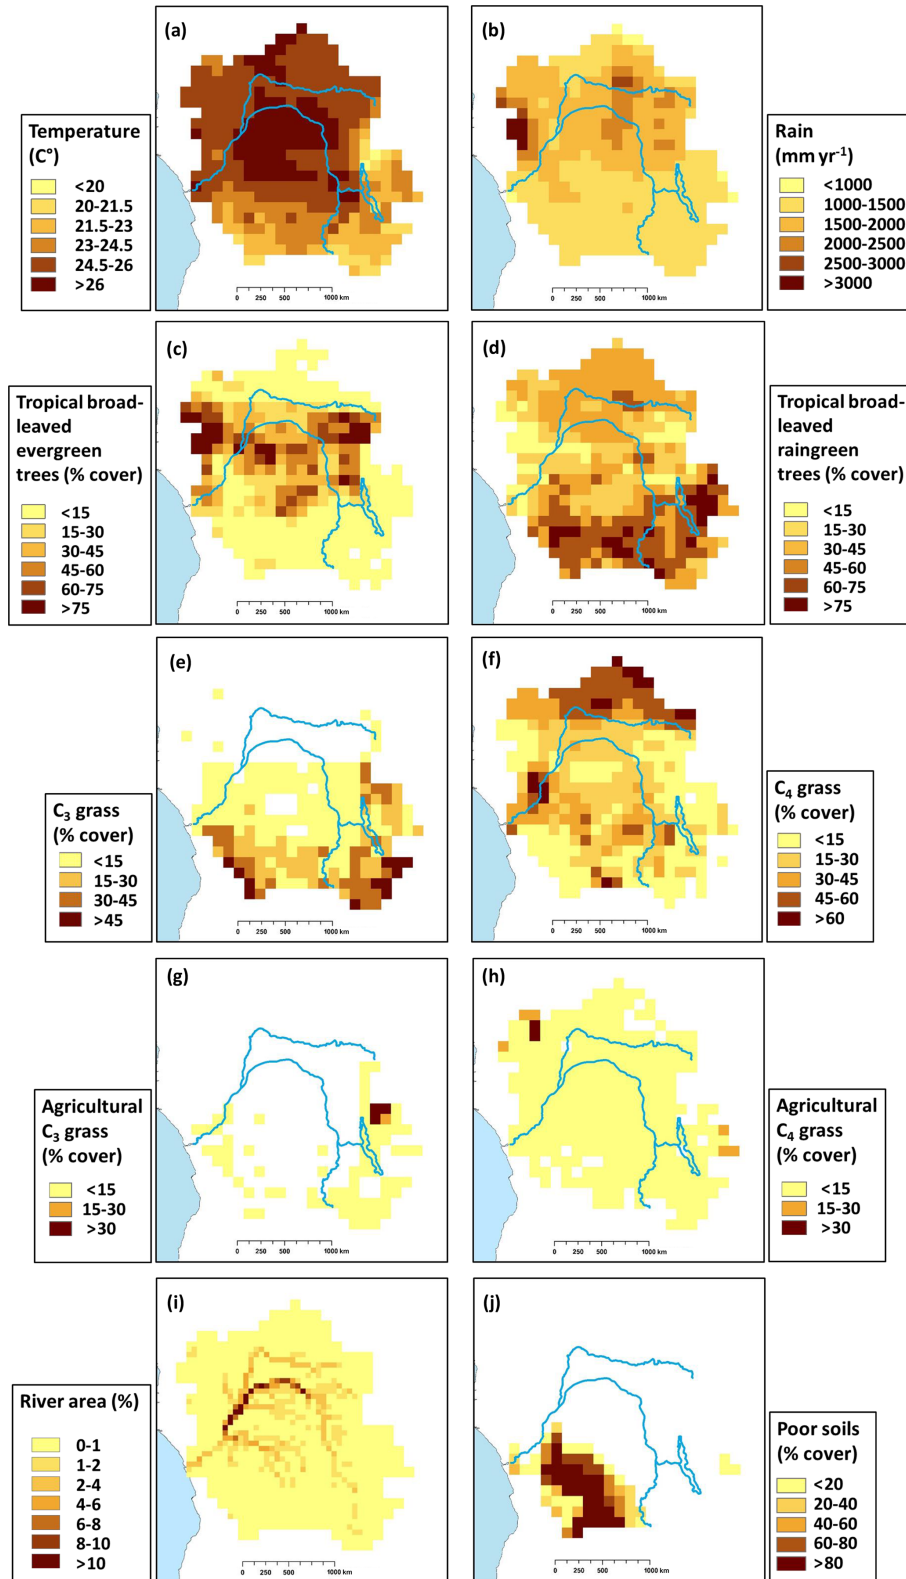 (a)
Temperature
(C°)
<20
20-21.5
21.5-23
23-24.5
24.5-26
>26
0 250 500 1000 km
(b)
Rain
(mm yr⁻¹)
<1000
1000-1500
1500-2000
2000-2500
2500-3000
>3000
0 250 500 1000 km
(c)
Tropical broad-
leaved
evergreen
trees (% cover)
<15
15-30
30-45
45-60
60-75
>75
0 250 500 1000 km
(d)
Tropical broad-
leaved
raingreen
trees (% cover)
<15
15-30
30-45
45-60
60-75
>75
0 250 500 1000 km
(e)
C₃ grass
(% cover)
<15
15-30
30-45
>45
0 250 500 1000 km
(f)
C₄ grass
(% cover)
<15
15-30
30-45
45-60
>60
0 250 500 1000 km
(g)
Agricultural
C₃ grass
(% cover)
<15
15-30
>30
0 250 500 1000 km
(h)
Agricultural
C₄ grass
(% cover)
<15
15-30
>30
0 250 500 1000 km
(i)
River area (%)
0-1
1-2
2-4
4-6
6-8
8-10
>10
0 250 500 1000 km
(j)
Poor soils
(% cover)
<20
20-40
40-60
60-80
>80
0 250 500 1000 km